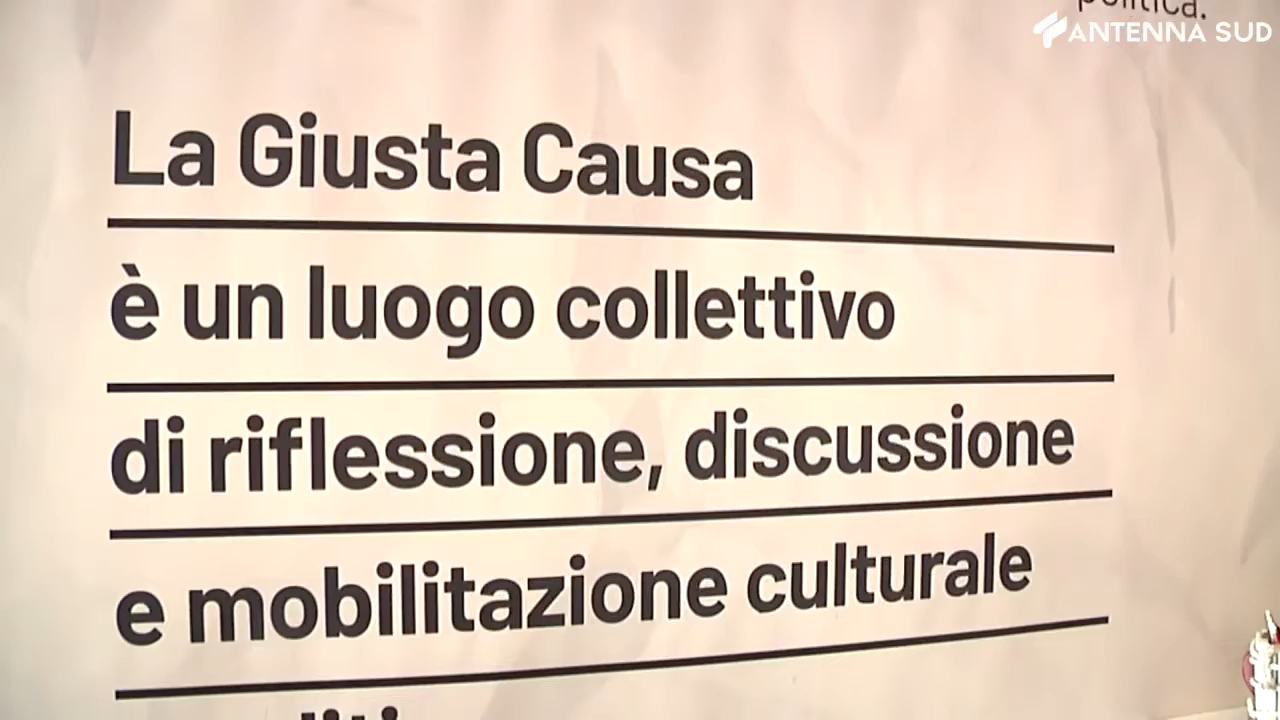 politica.
ANTENNA SUD
La Giusta Causa
è un luogo collettivo
di riflessione, discussione
e mobilitazione culturale